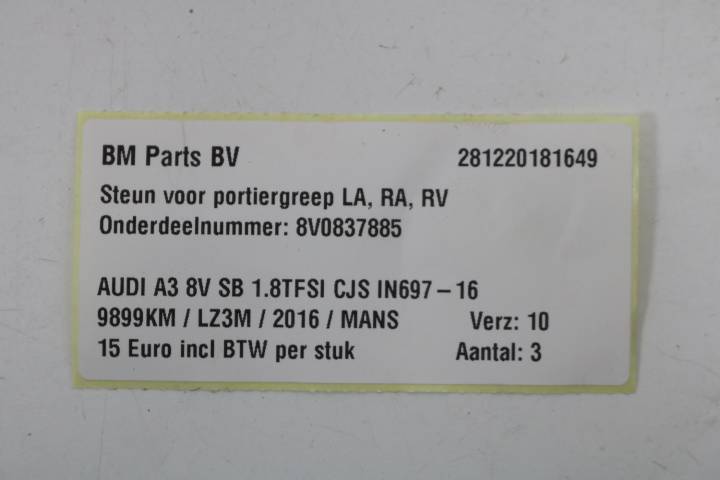 BM Parts BV 281220181649
Steun voor portiergreep LA, RA, RV
Onderdeelnummer: 8V0837885
AUDI A3 8V SB 1.8TFSI CJS IN697-16
9899KM / LZ3M / 2016 / MANS Verz: 10
15 Euro incl BTW per stuk Aantal: 3